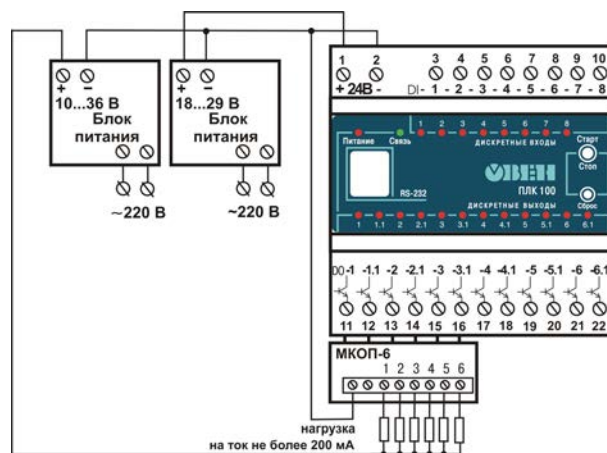 1 2 3 4 5 6 7 8 9 10
+ 24В - DI- 1 -2 -3 -4 -5 -6 -7 -8
+ -
10...36 В
Блок
питания
~220 В
+ -
18...29 В
Блок
питания
~220 В
1 2 3 4 5 6 7 8
Питание Связь ДИСКРЕТНЫЕ ВХОДЫ Старт
Стоп
ОВЕН
RS-232 ПЛК 100
ДИСКРЕТНЫЕ ВЫХОДЫ Сброс
1 1.1 2 2.1 3 3.1 4 4.1 5 5.1 6 6.1
DO -1 -1.1 -2 -2.1 -3 -3.1 -4 -4.1 -5 -5.1 -6 -6.1
11 12 13 14 15 16 17 18 19 20 21 22
МКОП-6
1 2 3 4 5 6
нагрузка
на ток не более 200 мА